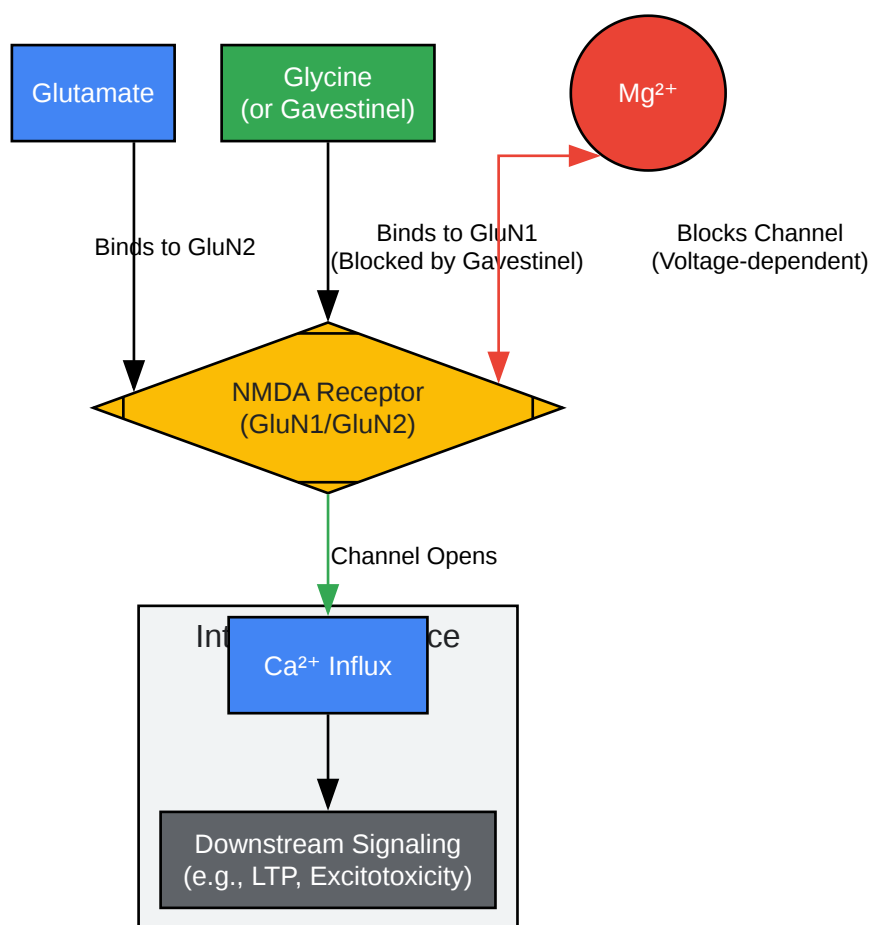 Glutamate
Glycine
(or Gavestinel)
Mg²⁺
Binds to GluN2
Binds to GluN1
(Blocked by Gavestinel)
Blocks Channel
(Voltage-dependent)
NMDA Receptor
(GluN1/GluN2)
Channel Opens
Ca²⁺ Influx
Downstream Signaling
(e.g., LTP, Excitotoxicity)